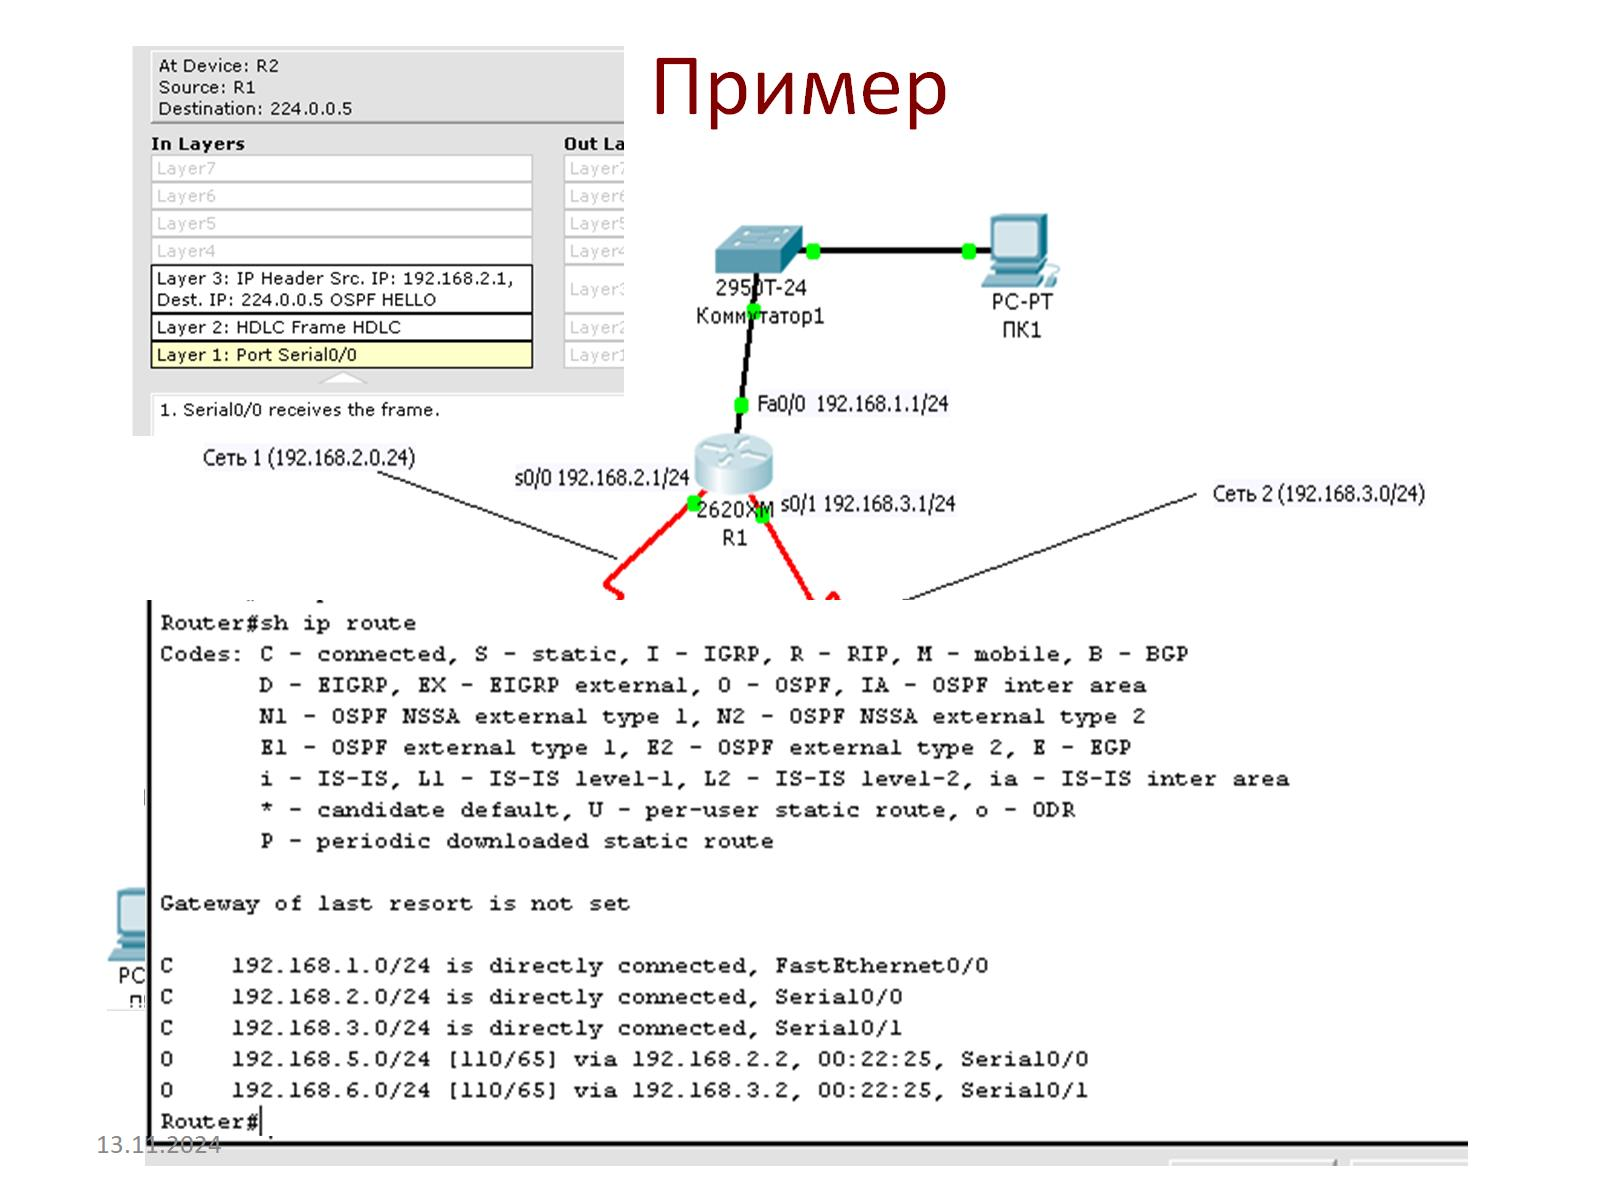 Пример
At Device: R2
Source: R1
Destination: 224.0.0.5
In Layers
Layer7
Layer6
Layer5
Layer4
Layer 3: IP Header Src. IP: 192.168.2.1,
Dest. IP: 224.0.0.5 OSPF HELLO
Layer 2: HDLC Frame HDLC
Layer 1: Port Serial0/0
1. Serial0/0 receives the frame.
Out La
Layer7
Layer6
Layer5
Layer4
Layer3
Layer2
Layer1
2950T-24
Коммутатор1
PC-PT
ПК1
Fa0/0 192.168.1.1/24
Сеть 1 (192.168.2.0.24)
s0/0 192.168.2.1/24
s0/1 192.168.3.1/24
2620XM
R1
Сеть 2 (192.168.3.0/24)
Router#sh ip route
Codes: C - connected, S - static, I - IGRP, R - RIP, M - mobile, B - BGP
D - EIGRP, EX - EIGRP external, O - OSPF, IA - OSPF inter area
N1 - OSPF NSSA external type 1, N2 - OSPF NSSA external type 2
E1 - OSPF external type 1, E2 - OSPF external type 2, E - EGP
i - IS-IS, L1 - IS-IS level-1, L2 - IS-IS level-2, ia - IS-IS inter area
* - candidate default, U - per-user static route, o - ODR
P - periodic downloaded static route
Gateway of last resort is not set
C 192.168.1.0/24 is directly connected, FastEthernet0/0
C 192.168.2.0/24 is directly connected, Serial0/0
C 192.168.3.0/24 is directly connected, Serial0/1
O 192.168.5.0/24 [110/65] via 192.168.2.2, 00:22:25, Serial0/0
O 192.168.6.0/24 [110/65] via 192.168.3.2, 00:22:25, Serial0/1
Router#
PC
13.11.2024